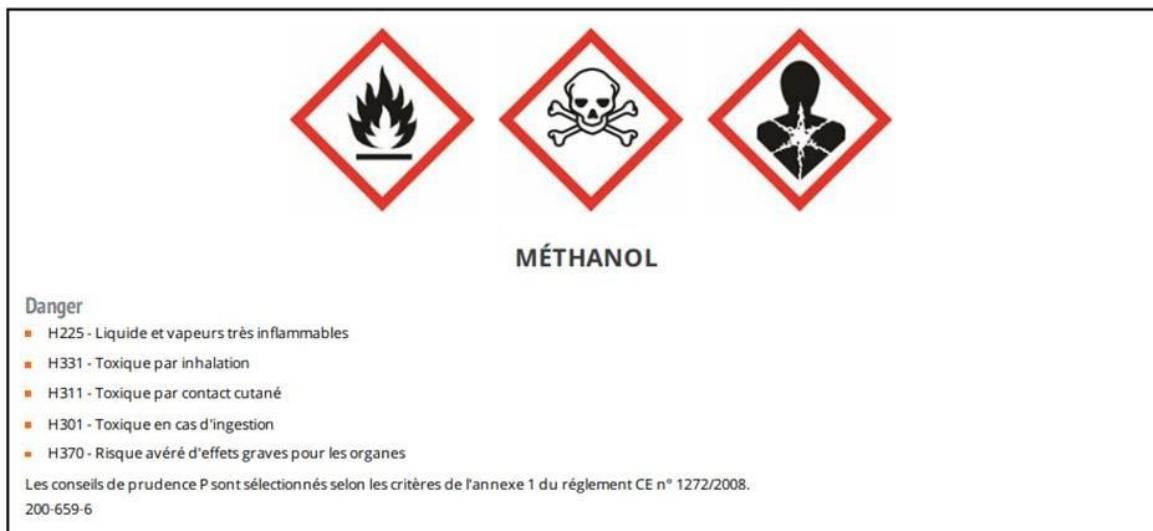 MÉTHANOL
Danger
H225 - Liquide et vapeurs très inflammables
H331 - Toxique par inhalation
H311 - Toxique par contact cutané
H301 - Toxique en cas d'ingestion
H370 - Risque avéré d'effets graves pour les organes
Les conseils de prudence P sont sélectionnés selon les critères de l'annexe 1 du réglement CE n° 1272/2008.
200-659-6